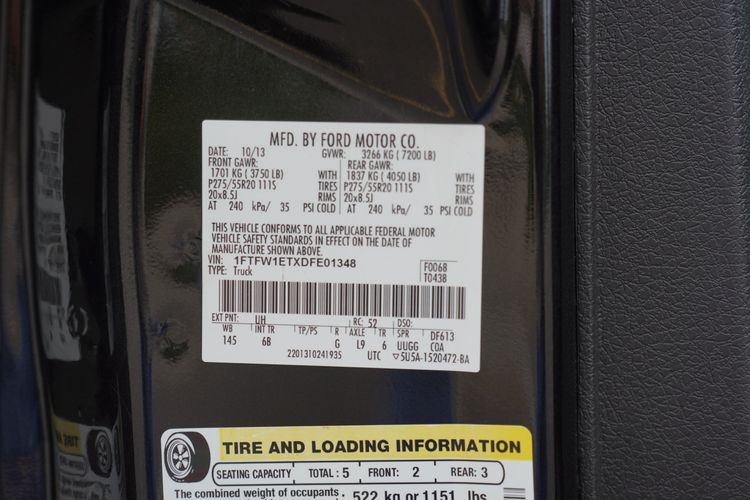 MFD. BY FORD MOTOR CO.
DATE: 10/13 GVWR: 3266 KG ( 7200 LB)
FRONT GAWR: REAR GAWR:
1701 KG ( 3750 LB) WITH 1837 KG ( 4050 LB) WITH
P275/55R20 111S TIRES P275/55R20 111S TIRES
20x8.5J RIMS 20x8.5J RIMS
AT 240 kPa/ 35 PSI COLD AT 240 kPa/ 35 PSI COLD
THIS VEHICLE CONFORMS TO ALL APPLICABLE FEDERAL MOTOR
VEHICLE SAFETY STANDARDS IN EFFECT ON THE DATE OF
MANUFACTURE SHOWN ABOVE.
VIN: 1FTFW1ETXDFE01348 F0068
TYPE: Truck T0438
EXT PNT: UH RC: 52 DSO:
WB INT TR TP/PS R AXLE TR SPR DF613
145 6B G L9 6 UUGG COA
2201310241935 UTC ▽5U5A-1520472-BA
TIRE AND LOADING INFORMATION
SEATING CAPACITY TOTAL: 5 FRONT: 2 REAR: 3
The combined weight of occupants 522 kg or 1151 lbs